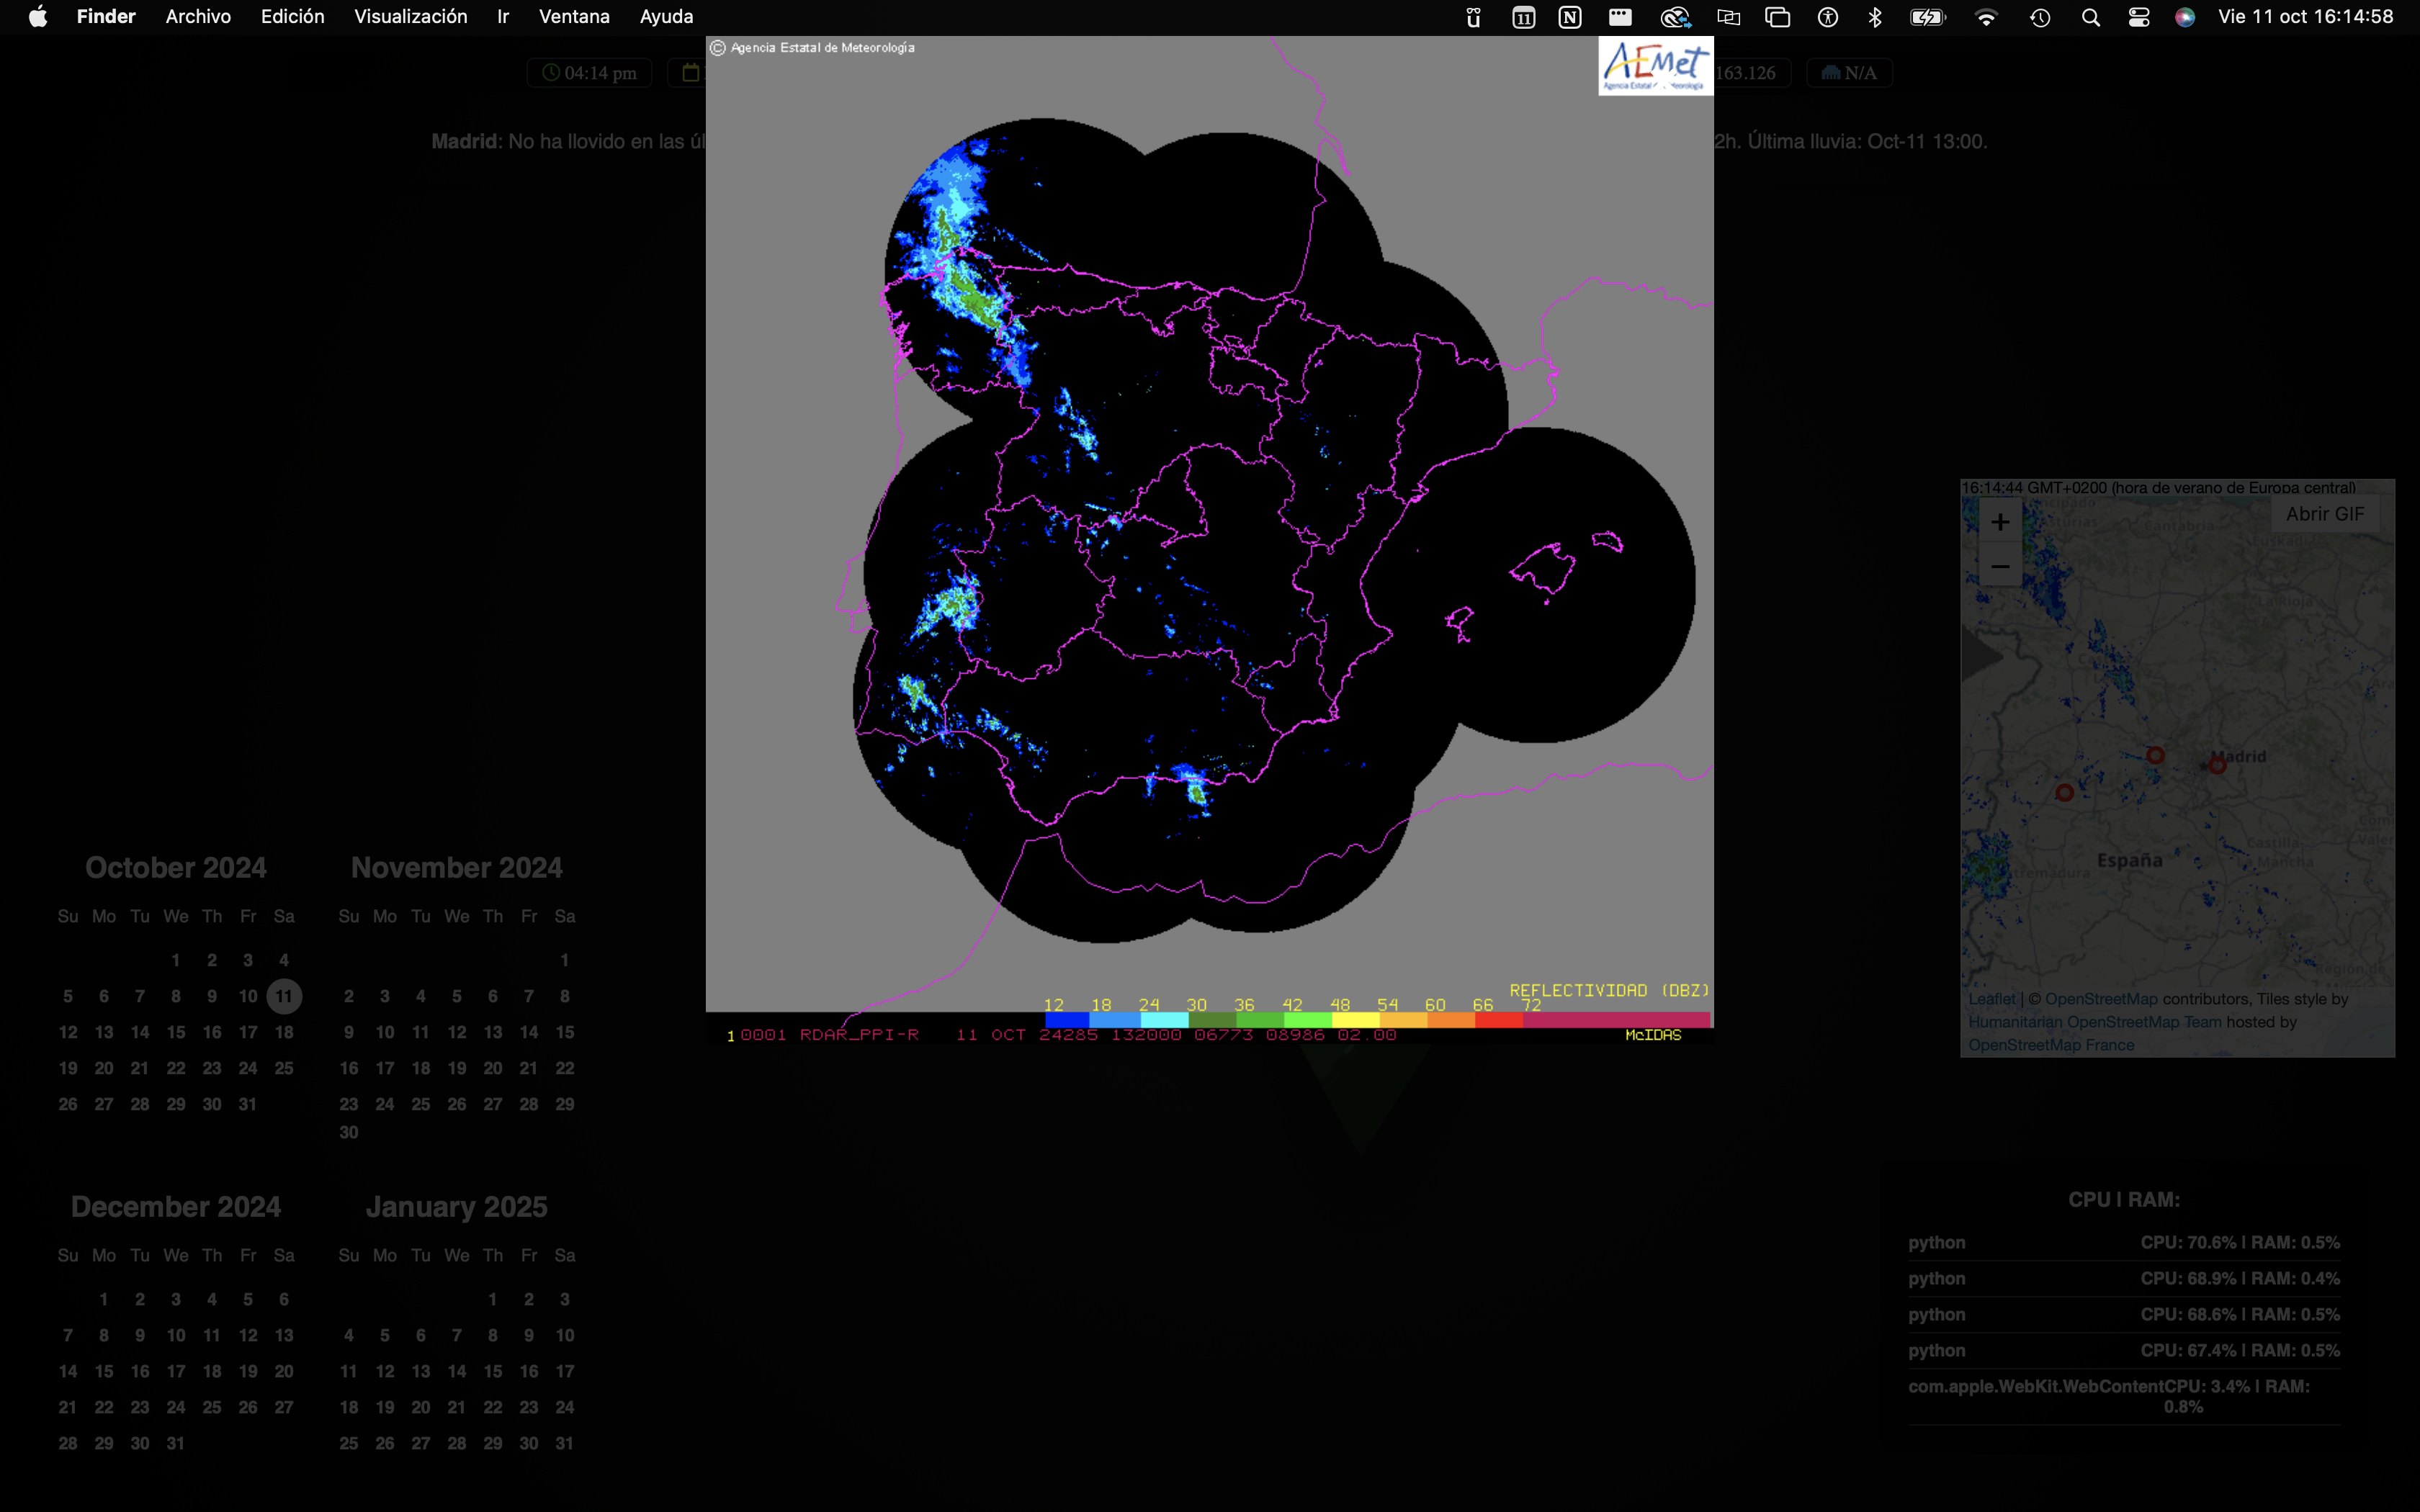 Finder Archivo Edición Visualización Ir Ventana Ayuda
11
Vie 11 oct 16:14:58
© Agencia Estatal de Meteorología
AEMet
Agencia Estatal
04:14 pm
163.126
N/A
Madrid: No ha llovido en las úl
2h. Última lluvia: Oct-11 13:00.
REFLECTIVIDAD (DBZ)
12 18 24 30 36 42 48 54 60 66 72
1 0001 RDAR_PPI-R 11 OCT 24285 132000 06773 08986 02.00
McIDAS
16:14:44 GMT+0200 (hora de verano de Europa central)
+
−
Abrir GIF
Cantabria
La Rioja
Madrid
España
Castilla
La Mancha
Región de
Leaflet | © OpenStreetMap contributors, Tiles style by
Humanitarian OpenStreetMap Team hosted by
OpenStreetMap France
October 2024
Su Mo Tu We Th Fr Sa
1 2 3 4
5 6 7 8 9 10 11
12 13 14 15 16 17 18
19 20 21 22 23 24 25
26 27 28 29 30 31
November 2024
Su Mo Tu We Th Fr Sa
1
2 3 4 5 6 7 8
9 10 11 12 13 14 15
16 17 18 19 20 21 22
23 24 25 26 27 28 29
30
December 2024
Su Mo Tu We Th Fr Sa
1 2 3 4 5 6
7 8 9 10 11 12 13
14 15 16 17 18 19 20
21 22 23 24 25 26 27
28 29 30 31
January 2025
Su Mo Tu We Th Fr Sa
1 2 3
4 5 6 7 8 9 10
11 12 13 14 15 16 17
18 19 20 21 22 23 24
25 26 27 28 29 30 31
CPU | RAM:
python CPU: 70.6% | RAM: 0.5%
python CPU: 68.9% | RAM: 0.4%
python CPU: 68.6% | RAM: 0.5%
python CPU: 67.4% | RAM: 0.5%
com.apple.WebKit.WebContentCPU: 3.4% | RAM:
0.8%